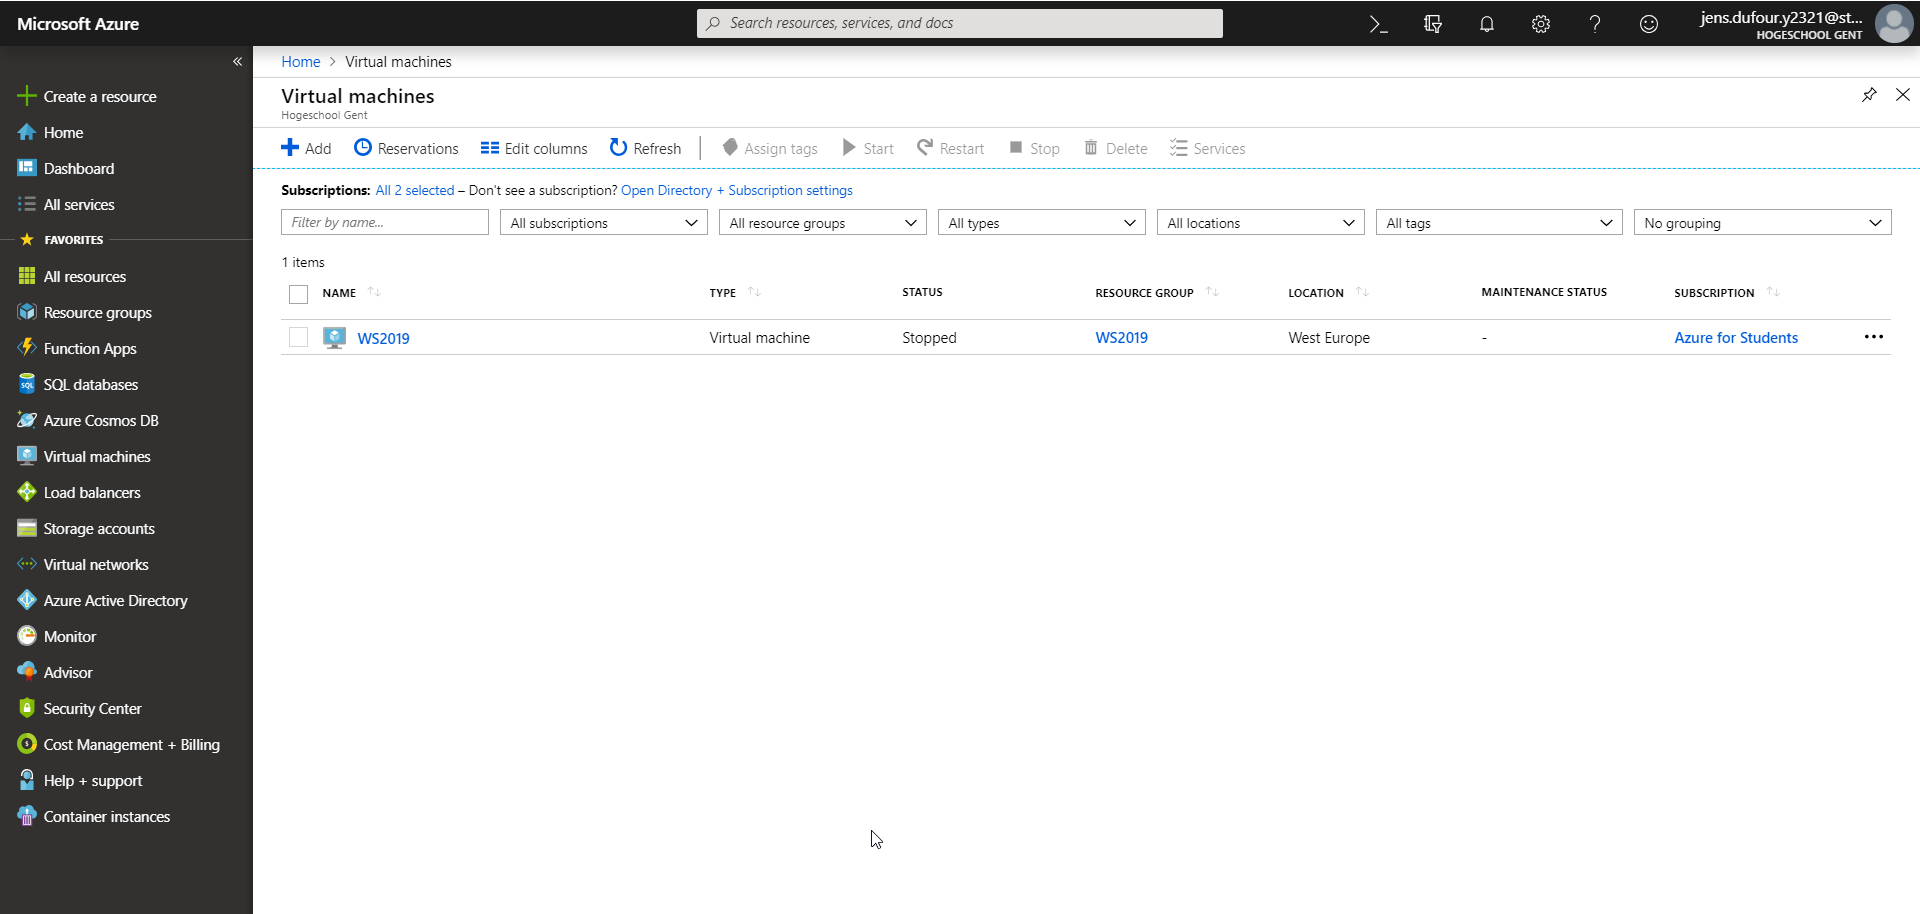 Microsoft Azure
Search resources, services, and docs
jens.dufour.y2321@st...
HOGESCHOOL GENT
Create a resource
Home
Dashboard
All services
FAVORITES
All resources
Resource groups
Function Apps
SQL databases
Azure Cosmos DB
Virtual machines
Load balancers
Storage accounts
Virtual networks
Azure Active Directory
Monitor
Advisor
Security Center
Cost Management + Billing
Help + support
Container instances
Home > Virtual machines
Virtual machines
Hogeschool Gent
Add Reservations Edit columns Refresh Assign tags Start Restart Stop Delete Services
Subscriptions: All 2 selected – Don't see a subscription? Open Directory + Subscription settings
Filter by name... All subscriptions All resource groups All types All locations All tags No grouping
1 items
NAME TYPE STATUS RESOURCE GROUP LOCATION MAINTENANCE STATUS SUBSCRIPTION
WS2019 Virtual machine Stopped WS2019 West Europe - Azure for Students